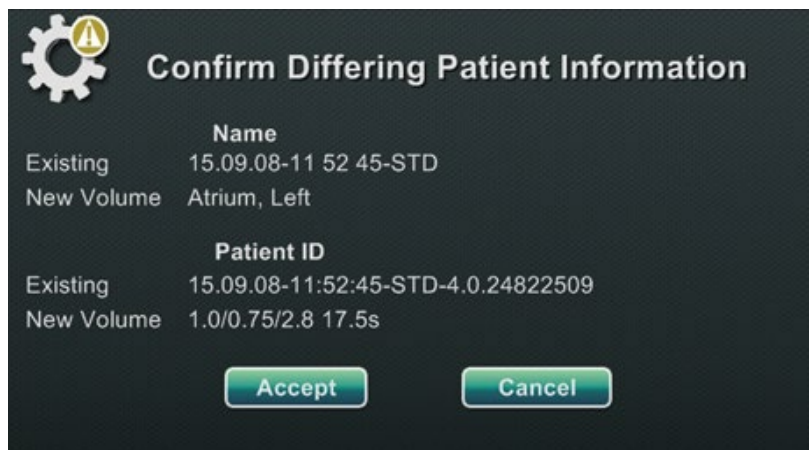 Confirm Differing Patient Information
Name
Existing 15.09.08-11 52 45-STD
New Volume Atrium, Left
Patient ID
Existing 15.09.08-11:52:45-STD-4.0.24822509
New Volume 1.0/0.75/2.8 17.5s
Accept Cancel